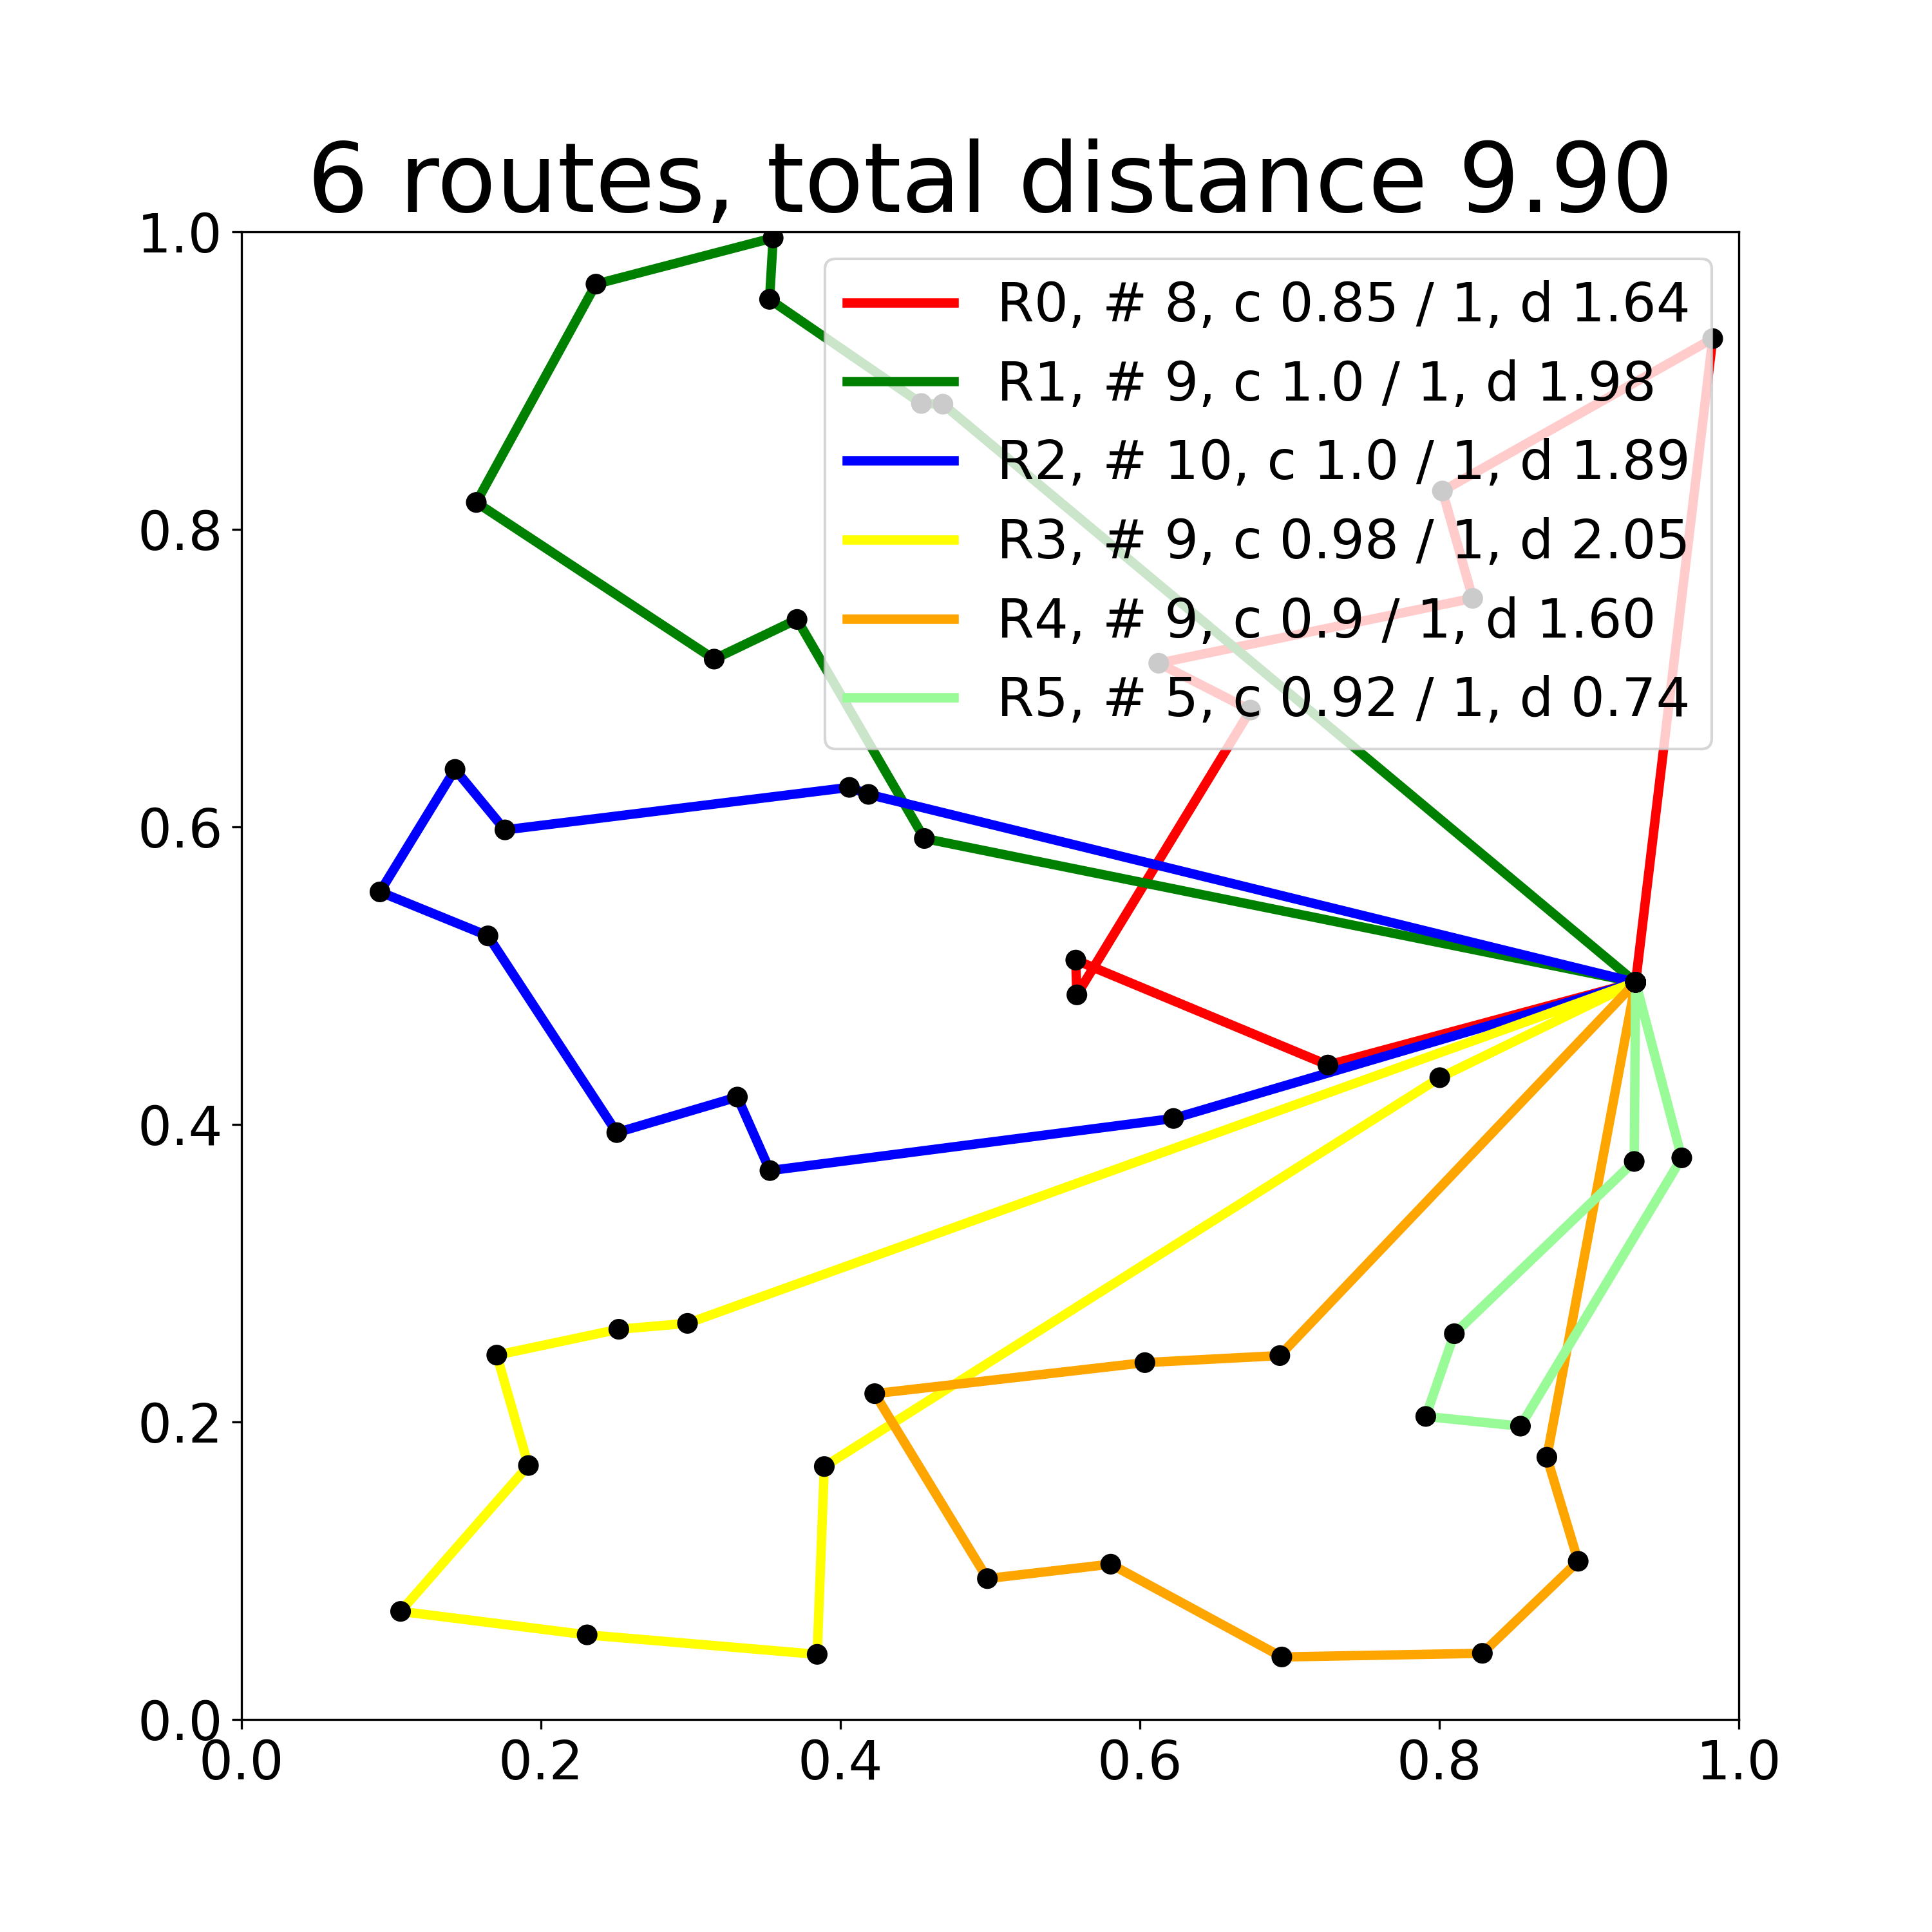 6 routes, total distance 9.90
1.0
0.8
0.6
0.4
0.2
0.0
R0, # 8, c 0.85 / 1, d 1.64
R1, # 9, c 1.0 / 1, d 1.98
R2, # 10, c 1.0 / 1, d 1.89
R3, # 9, c 0.98 / 1, d 2.05
R4, # 9, c 0.9 / 1, d 1.60
R5, # 5, c 0.92 / 1, d 0.74
0.0 0.2 0.4 0.6 0.8 1.0